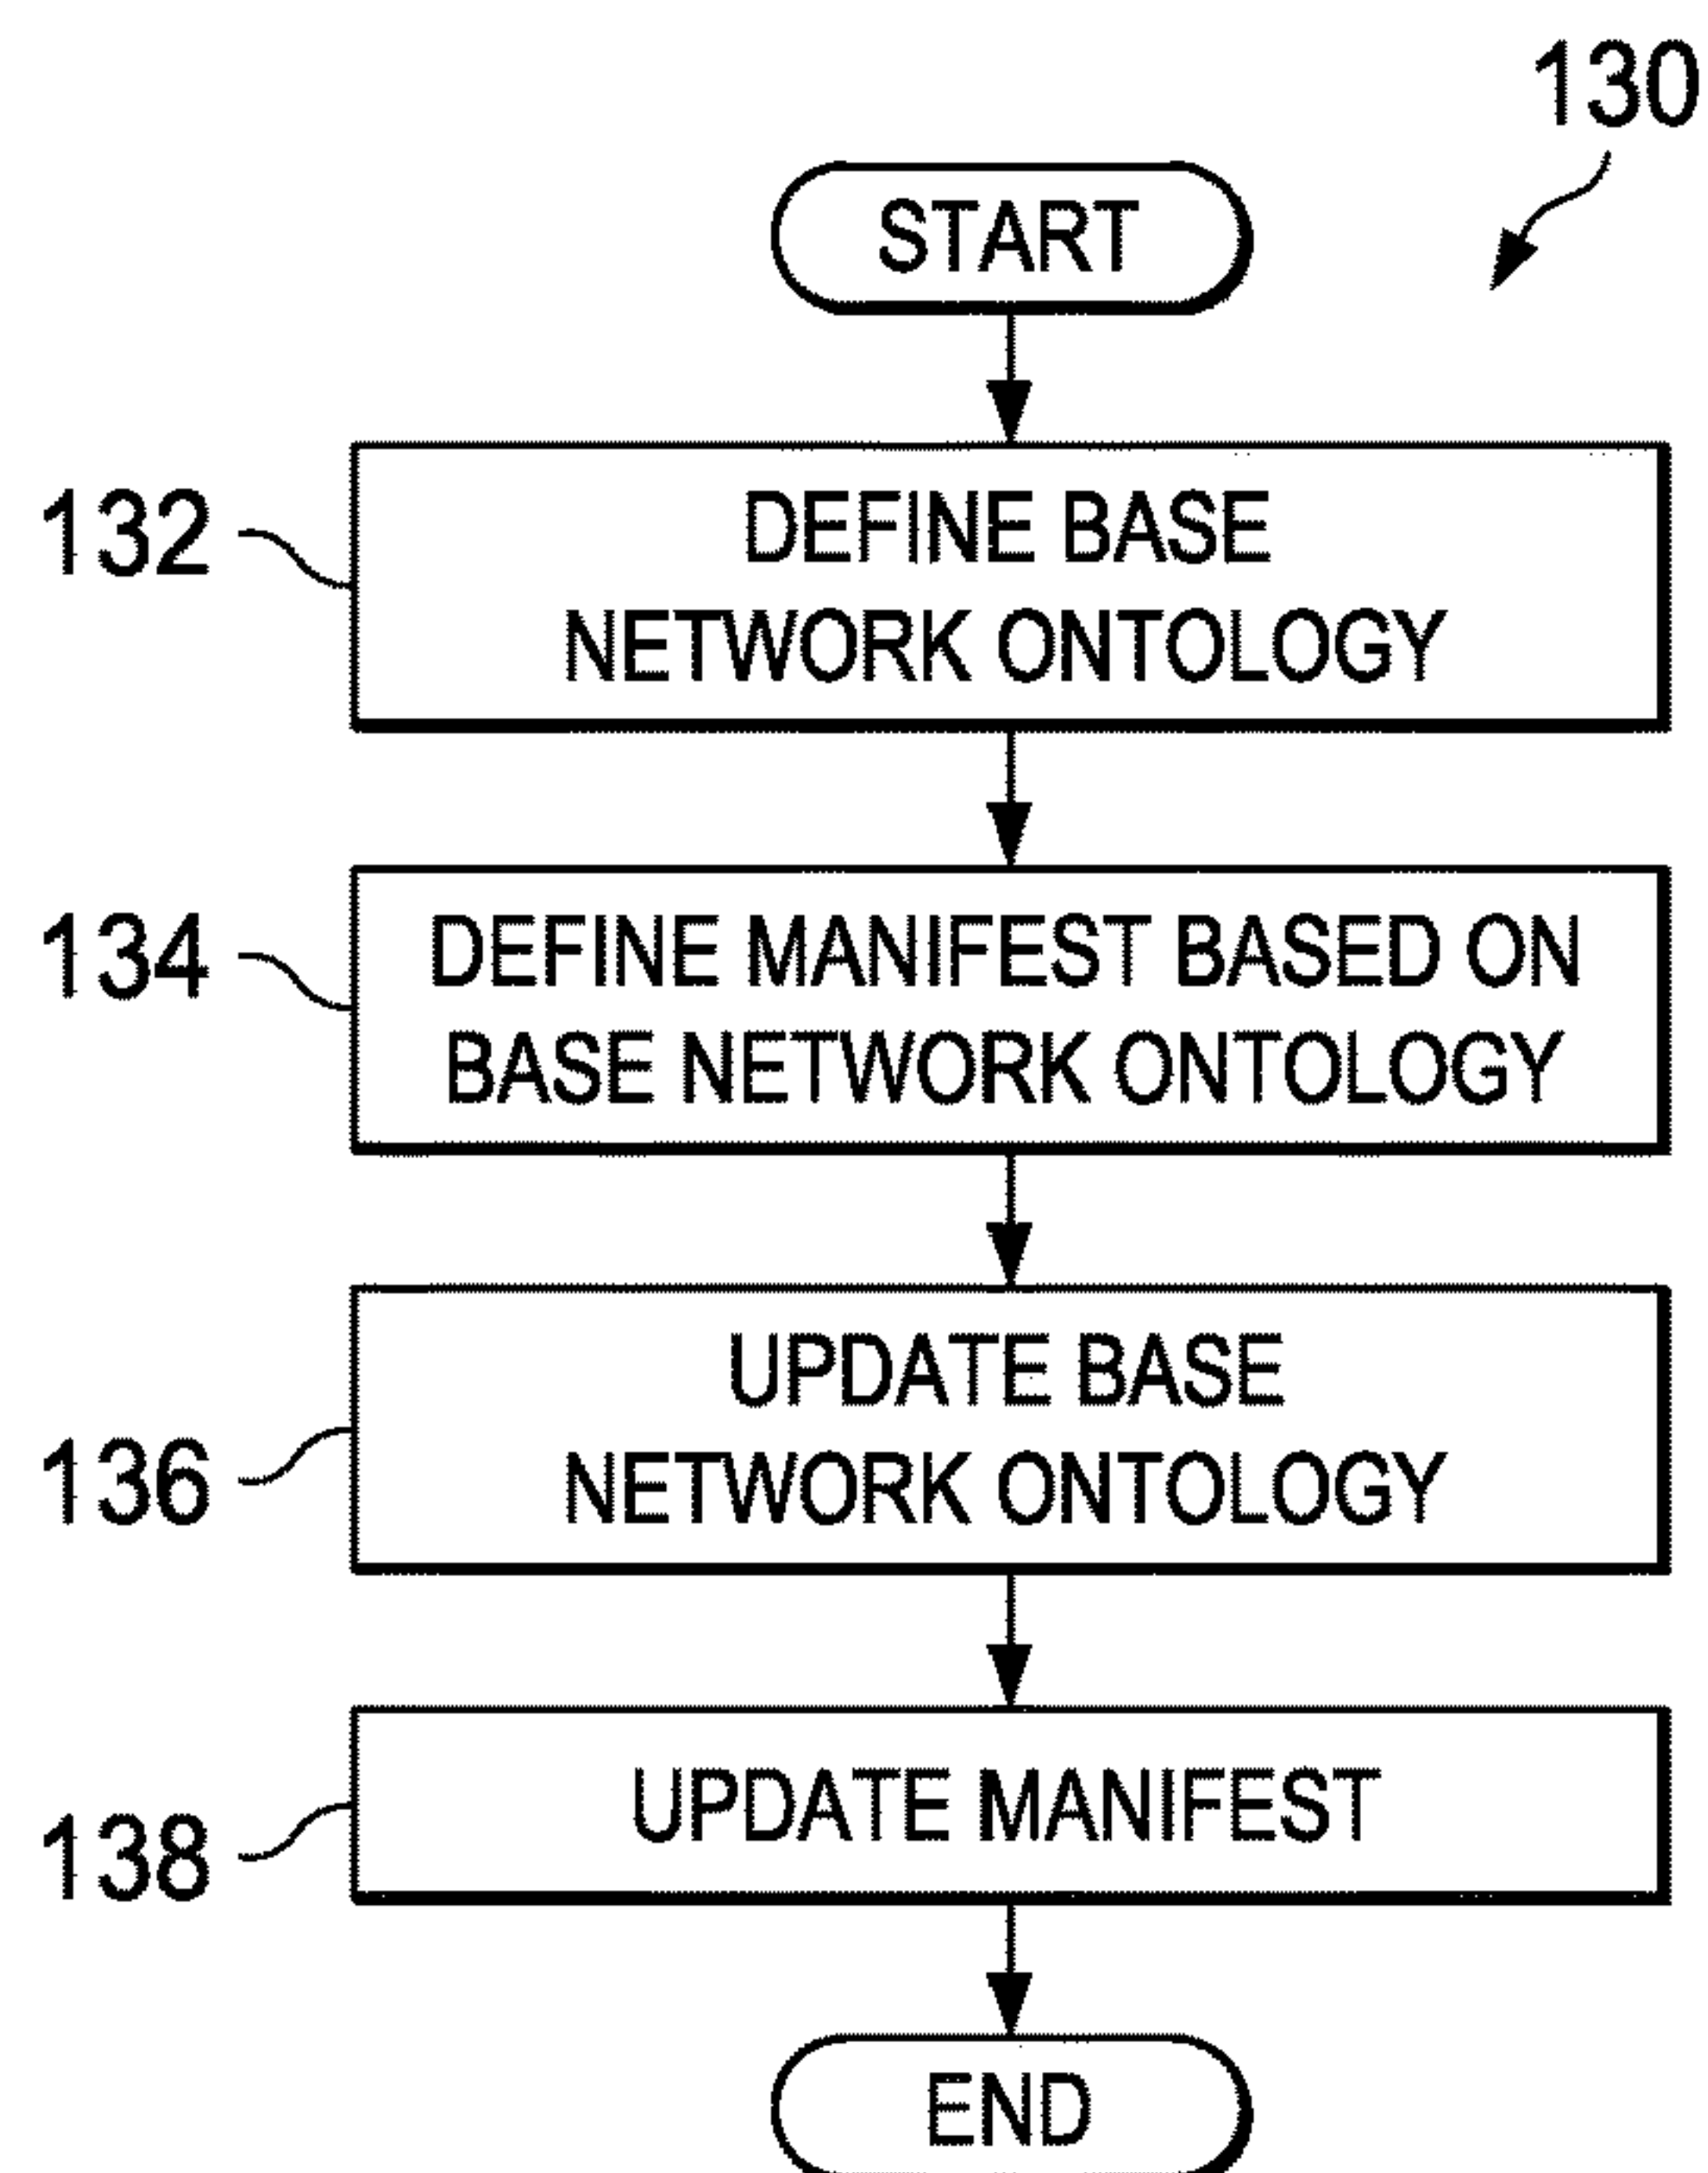 130
START
132
DEFINE BASE
NETWORK ONTOLOGY
134
DEFINE MANIFEST BASED ON
BASE NETWORK ONTOLOGY
UPDATE BASE
136
NETWORK ONTOLOGY
UPDATE MANIFEST
138
END